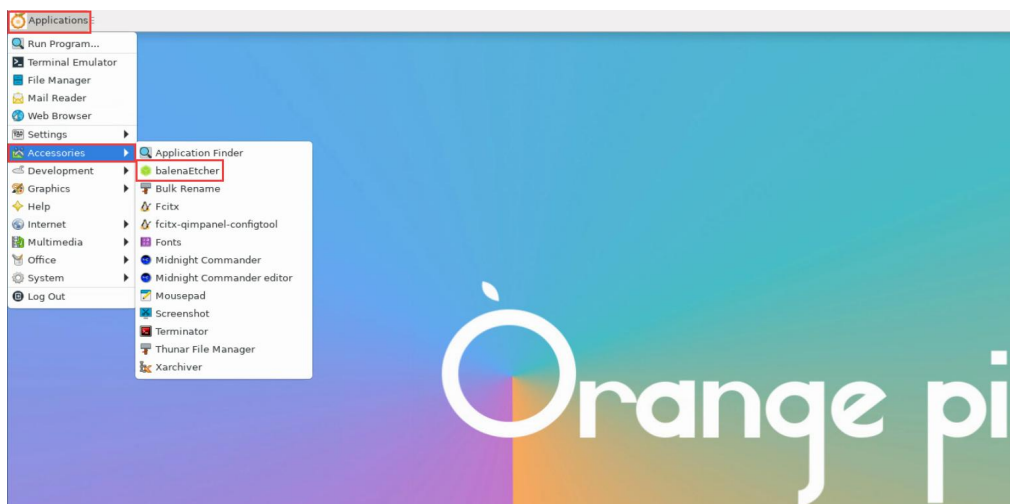 Applications
Run Program...
Terminal Emulator
File Manager
Mail Reader
Web Browser
Settings
Accessories
Development
Graphics
Help
Internet
Multimedia
Office
System
Log Out
Application Finder
balenaEtcher
Bulk Rename
Fcitx
fcitx-qimpanel-configtool
Fonts
Midnight Commander
Midnight Commander editor
Mousepad
Screenshot
Terminator
Thunar File Manager
Xarchiver
Orange pi